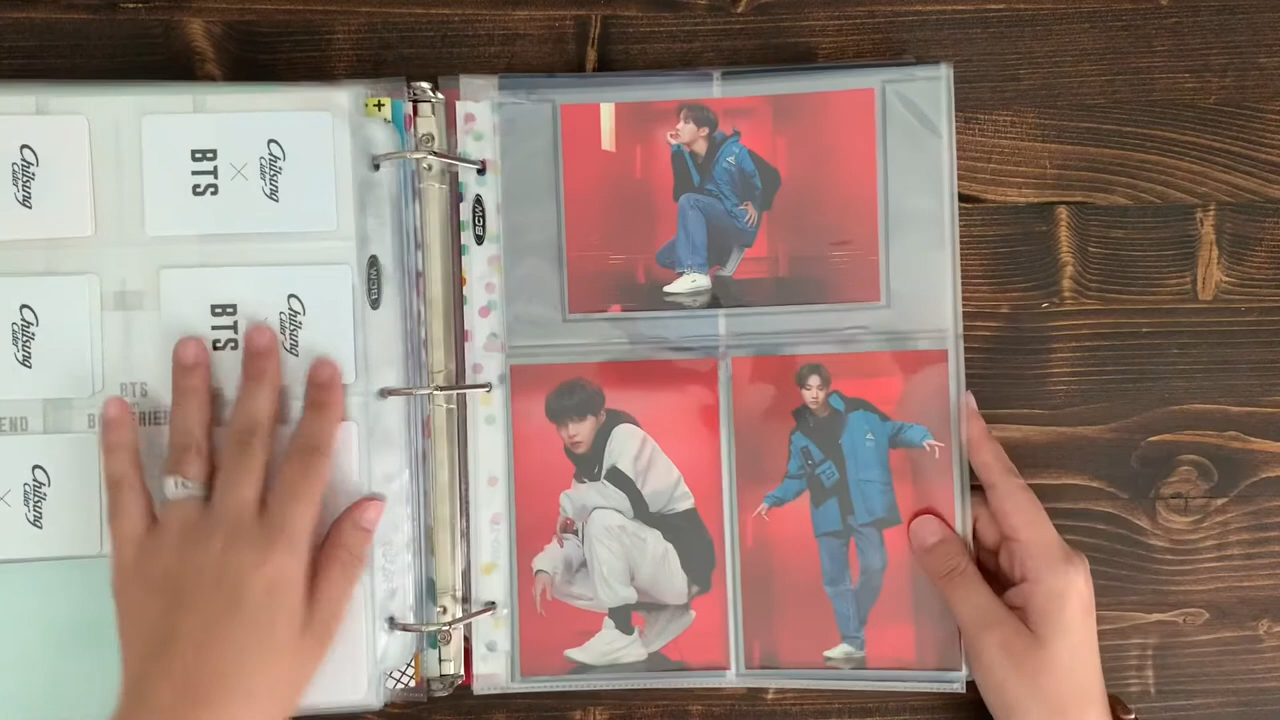 Chilsung
Cider
BTS
×
Chilsung
Cider
BCW
BCW
Chilsung
Cider
BTS
Chilsung
Cider
BTS
END
×
Chilsung
Cider